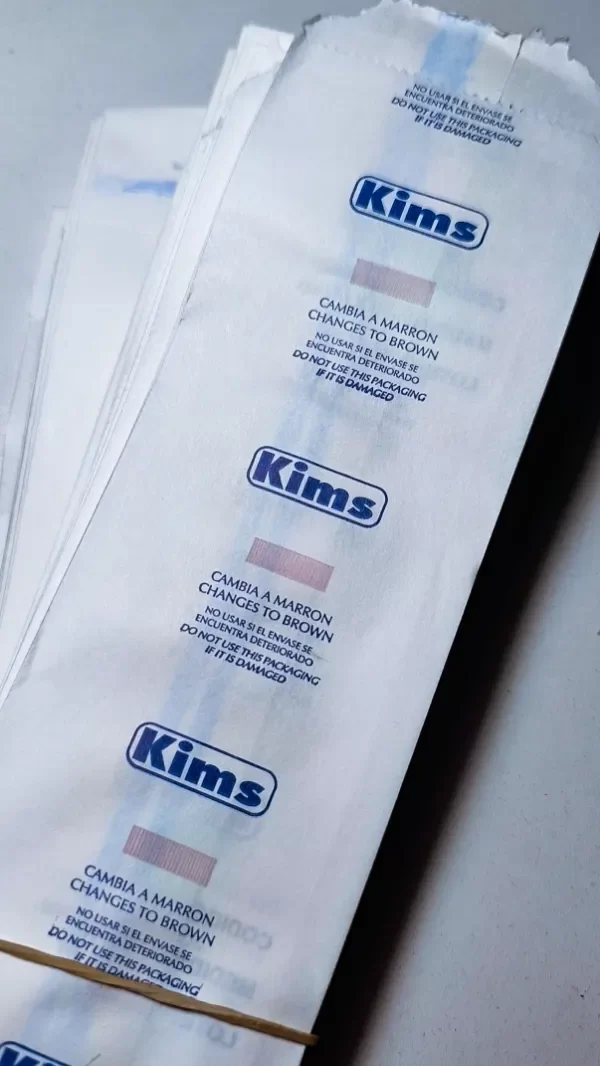 NO USAR SI EL ENVASE SE
ENCUENTRA DETERIORADO
DO NOT USE THIS PACKAGING
IF IT IS DAMAGED
Kims
CAMBIA A MARRON
CHANGES TO BROWN
NO USAR SI EL ENVASE SE
ENCUENTRA DETERIORADO
DO NOT USE THIS PACKAGING
IF IT IS DAMAGED
Kims
CAMBIA A MARRON
CHANGES TO BROWN
NO USAR SI EL ENVASE SE
ENCUENTRA DETERIORADO
DO NOT USE THIS PACKAGING
IF IT IS DAMAGED
Kims
CAMBIA A MARRON
CHANGES TO BROWN
NO USAR SI EL ENVASE SE
ENCUENTRA DETERIORADO
DO NOT USE THIS PACKAGING
IF IT IS DAMAGED